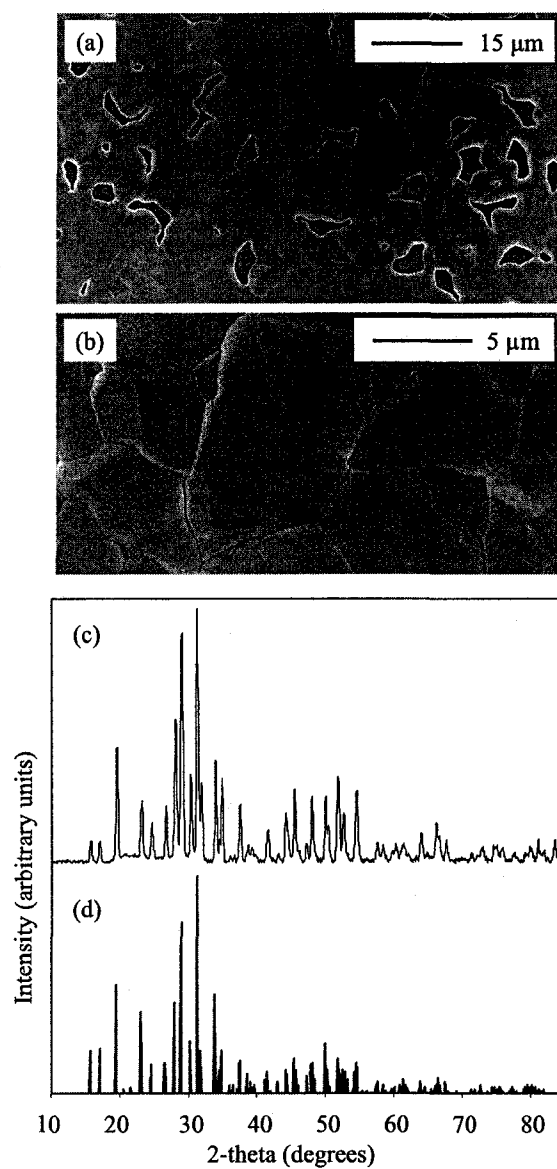 (a)
15 μm
(b)
5 μm
(c)
(d)
Intensity (arbitrary units)
10 20 30 40 50 60 70 80
2-theta (degrees)